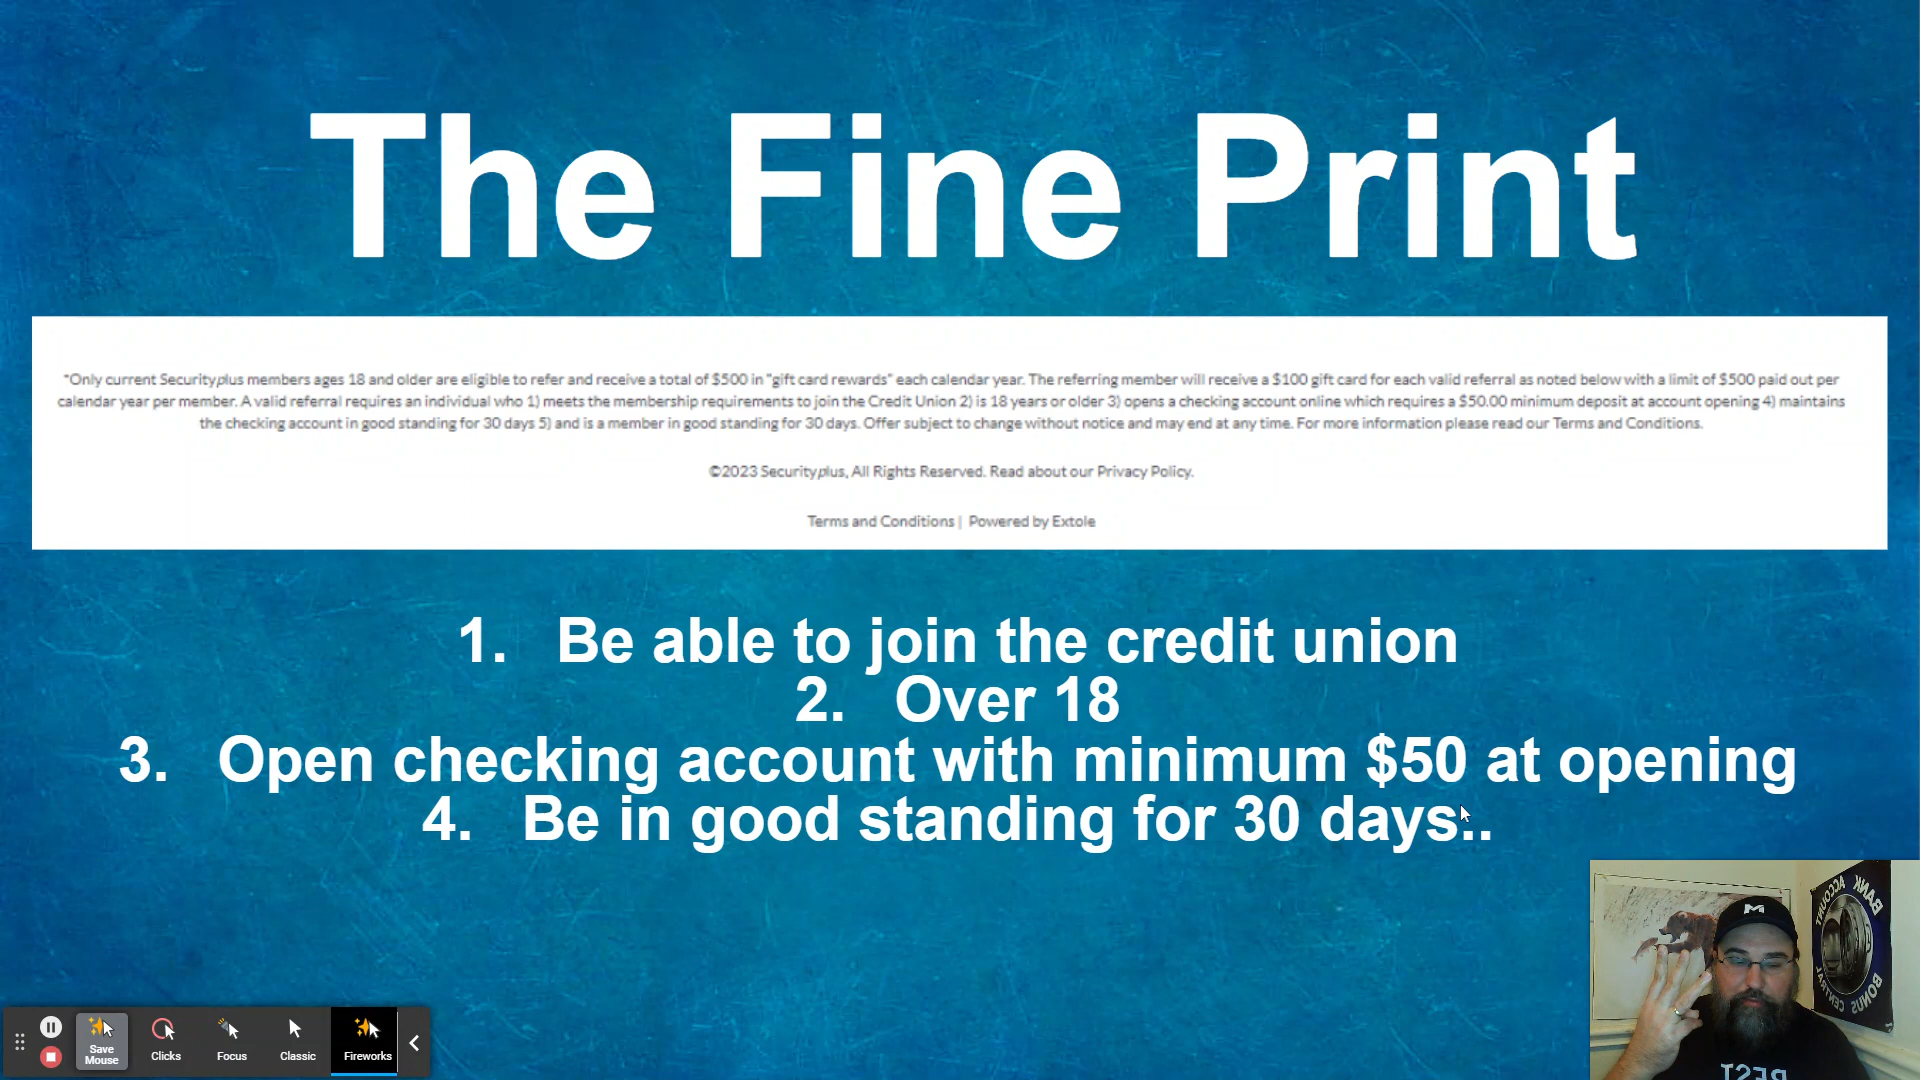 The Fine Print
*Only current Securityplus members ages 18 and older are eligible to refer and receive a total of $500 in "gift card rewards" each calendar year. The referring member will receive a $100 gift card for each valid referral as noted below with a limit of $500 paid out per
calendar year per member. A valid referral requires an individual who 1) meets the membership requirements to join the Credit Union 2) is 18 years or older 3) opens a checking account online which requires a $50.00 minimum deposit at account opening 4) maintains
the checking account in good standing for 30 days 5) and is a member in good standing for 30 days. Offer subject to change without notice and may end at any time. For more information please read our Terms and Conditions.
©2023 Securityplus, All Rights Reserved. Read about our Privacy Policy.
Terms and Conditions | Powered by Extole
1. Be able to join the credit union
2. Over 18
3. Open checking account with minimum $50 at opening
4. Be in good standing for 30 days..
BANK ACCOUNT
BONUS CENTRAL
M
BEST
Save
Mouse
Clicks
Focus
Classic
Fireworks